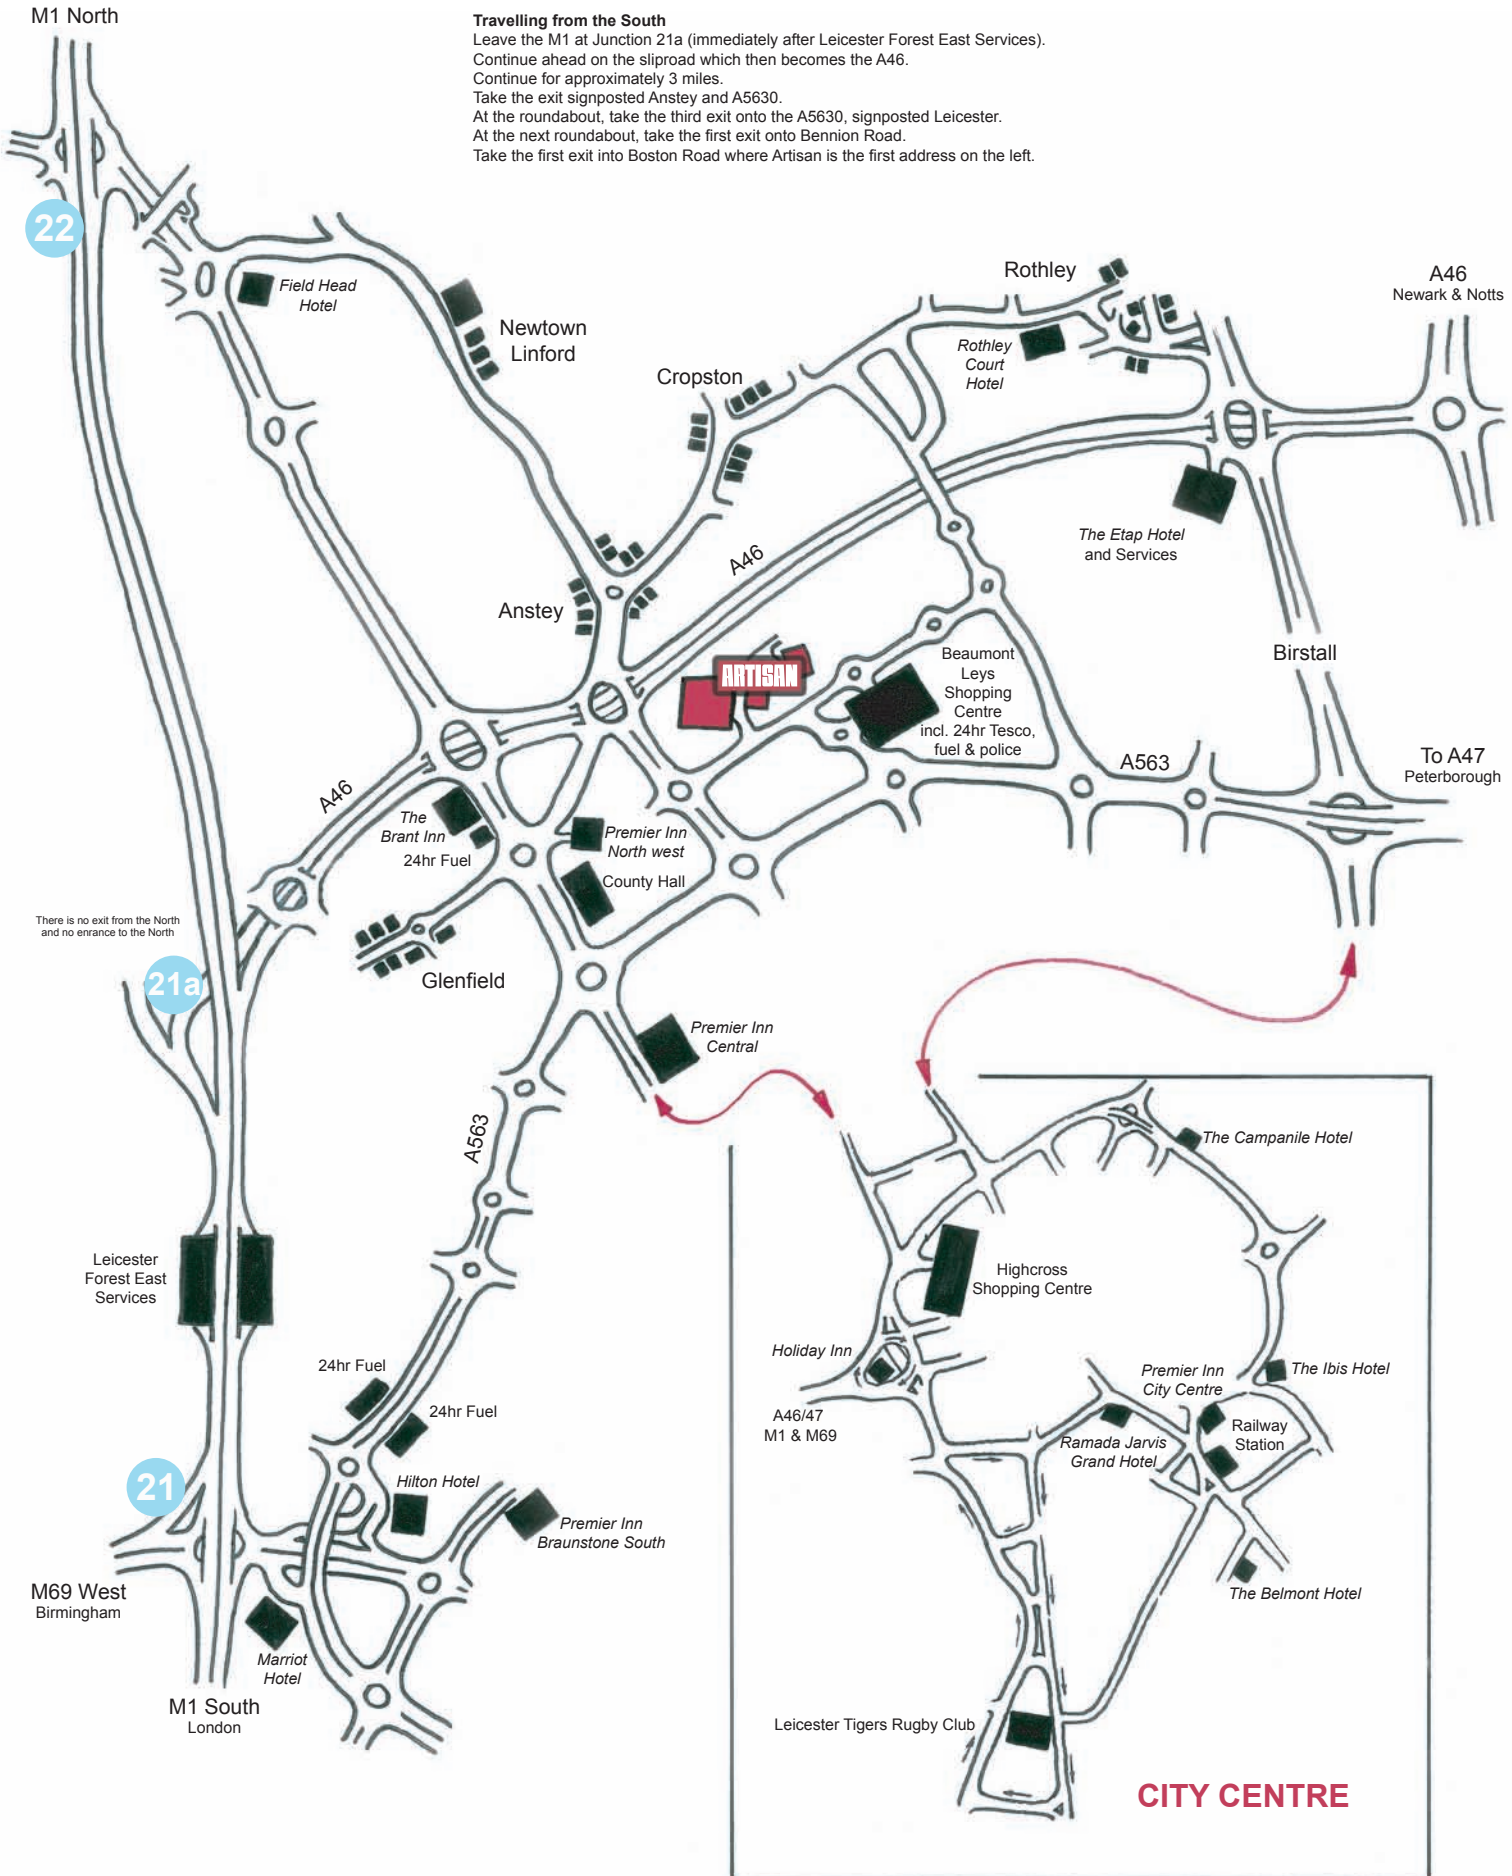 M1 North
Travelling from the South
Leave the M1 at Junction 21a (immediately after Leicester Forest East Services).
Continue ahead on the sliproad which then becomes the A46.
Continue for approximately 3 miles.
Take the exit signposted Anstey and A5630.
At the roundabout, take the third exit onto the A5630, signposted Leicester.
At the next roundabout, take the first exit onto Bennion Road.
Take the first exit into Boston Road where Artisan is the first address on the left.
22
Field Head
Hotel
Newtown
Linford
Cropston
Rothley
Rothley
Court
Hotel
A46
Newark & Notts
The Etap Hotel
and Services
A46
Anstey
ARTISAN
Beaumont
Leys
Shopping
Centre
incl. 24hr Tesco,
fuel & police
Birstall
A563
To A47
Peterborough
A46
The
Brant Inn
24hr Fuel
Premier Inn
North west
County Hall
There is no exit from the North
and no enrance to the North
21a
Glenfield
Premier Inn
Central
A563
Leicester
Forest East
Services
24hr Fuel
24hr Fuel
21
Hilton Hotel
Premier Inn
Braunstone South
M69 West
Birmingham
Marriot
Hotel
M1 South
London
The Campanile Hotel
Highcross
Shopping Centre
Holiday Inn
A46/47
M1 & M69
Premier Inn
City Centre
The Ibis Hotel
Ramada Jarvis
Grand Hotel
Railway
Station
The Belmont Hotel
Leicester Tigers Rugby Club
CITY CENTRE